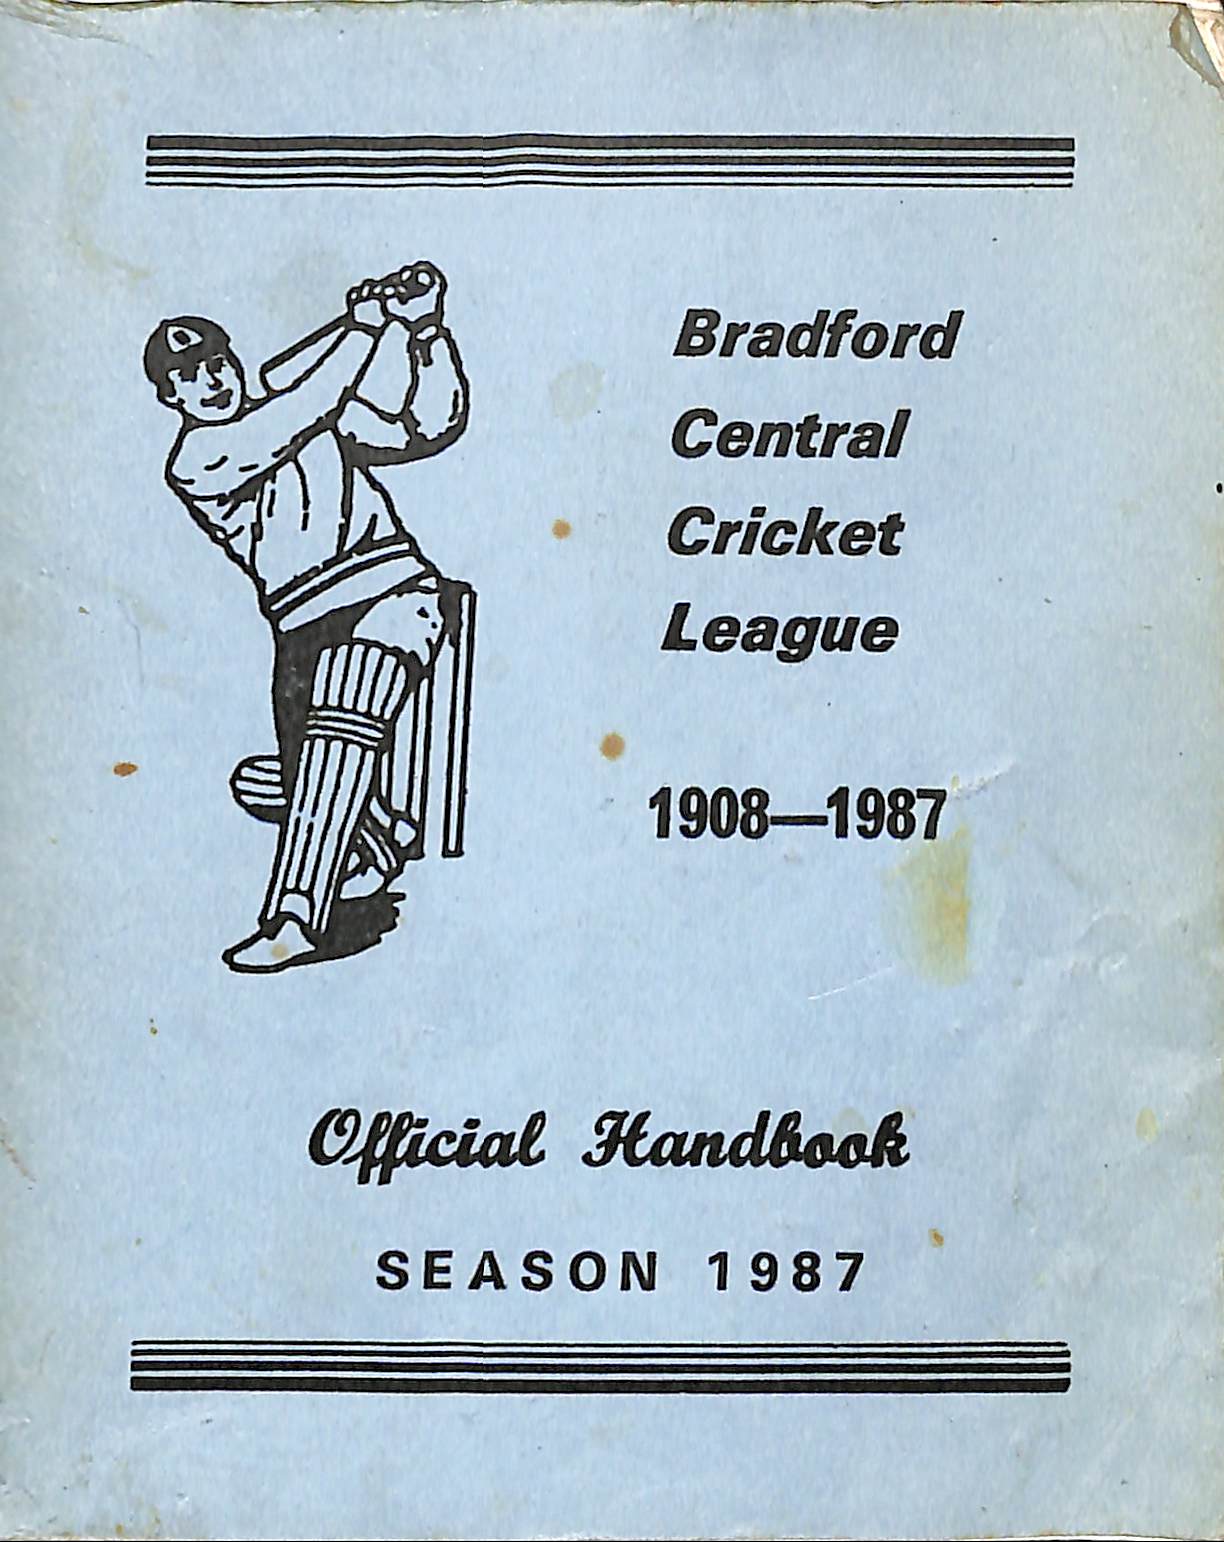 Bradford
Central
Cricket
League
1908—1987
Official Handbook
SEASON 1987